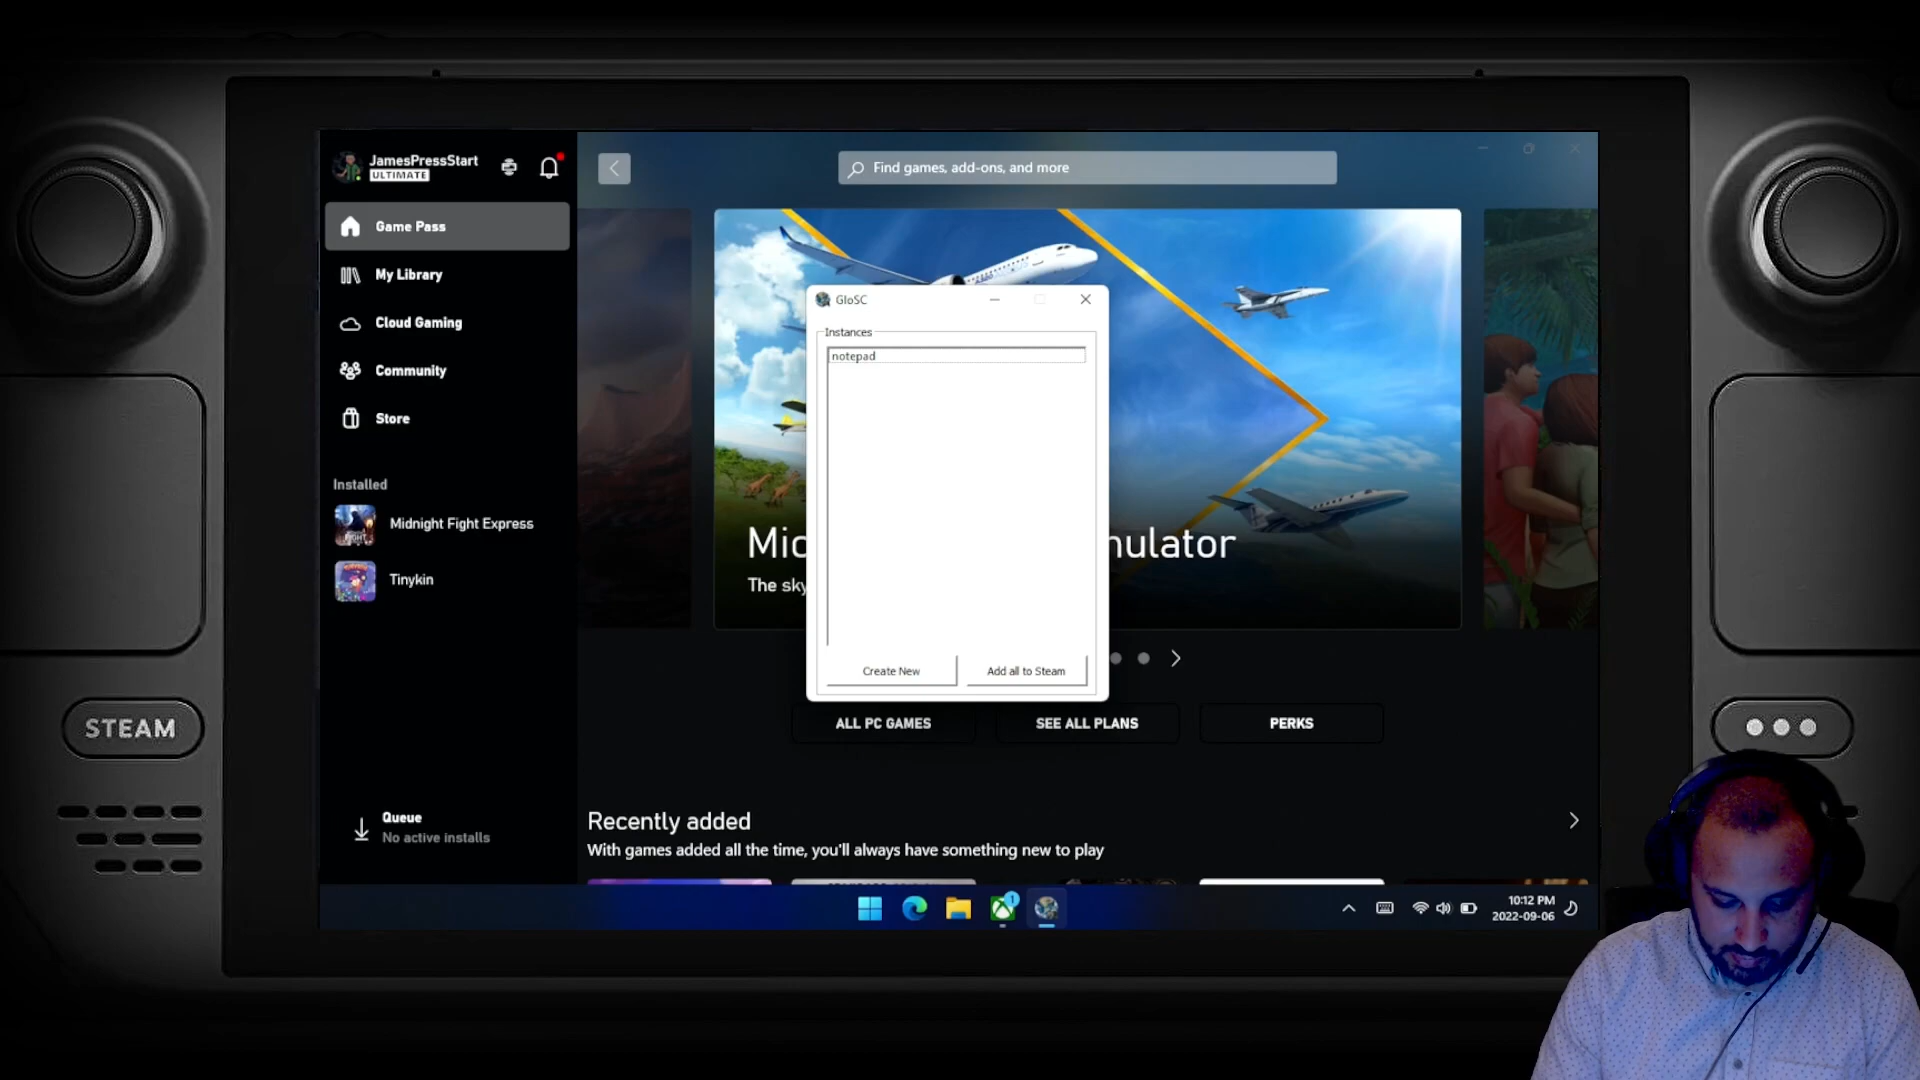 JamesPressStart
ULTIMATE
Game Pass
My Library
Cloud Gaming
Community
Store
Installed
Midnight Fight Express
Tinykin
Queue
No active installs
Find games, add-ons, and more
GloSC
Instances
notepad
Create New
Add all to Steam
Mic
nulator
The sky
ALL PC GAMES
SEE ALL PLANS
PERKS
Recently added
With games added all the time, you'll always have something new to play
1
10:12 PM
2022-09-06
STEAM